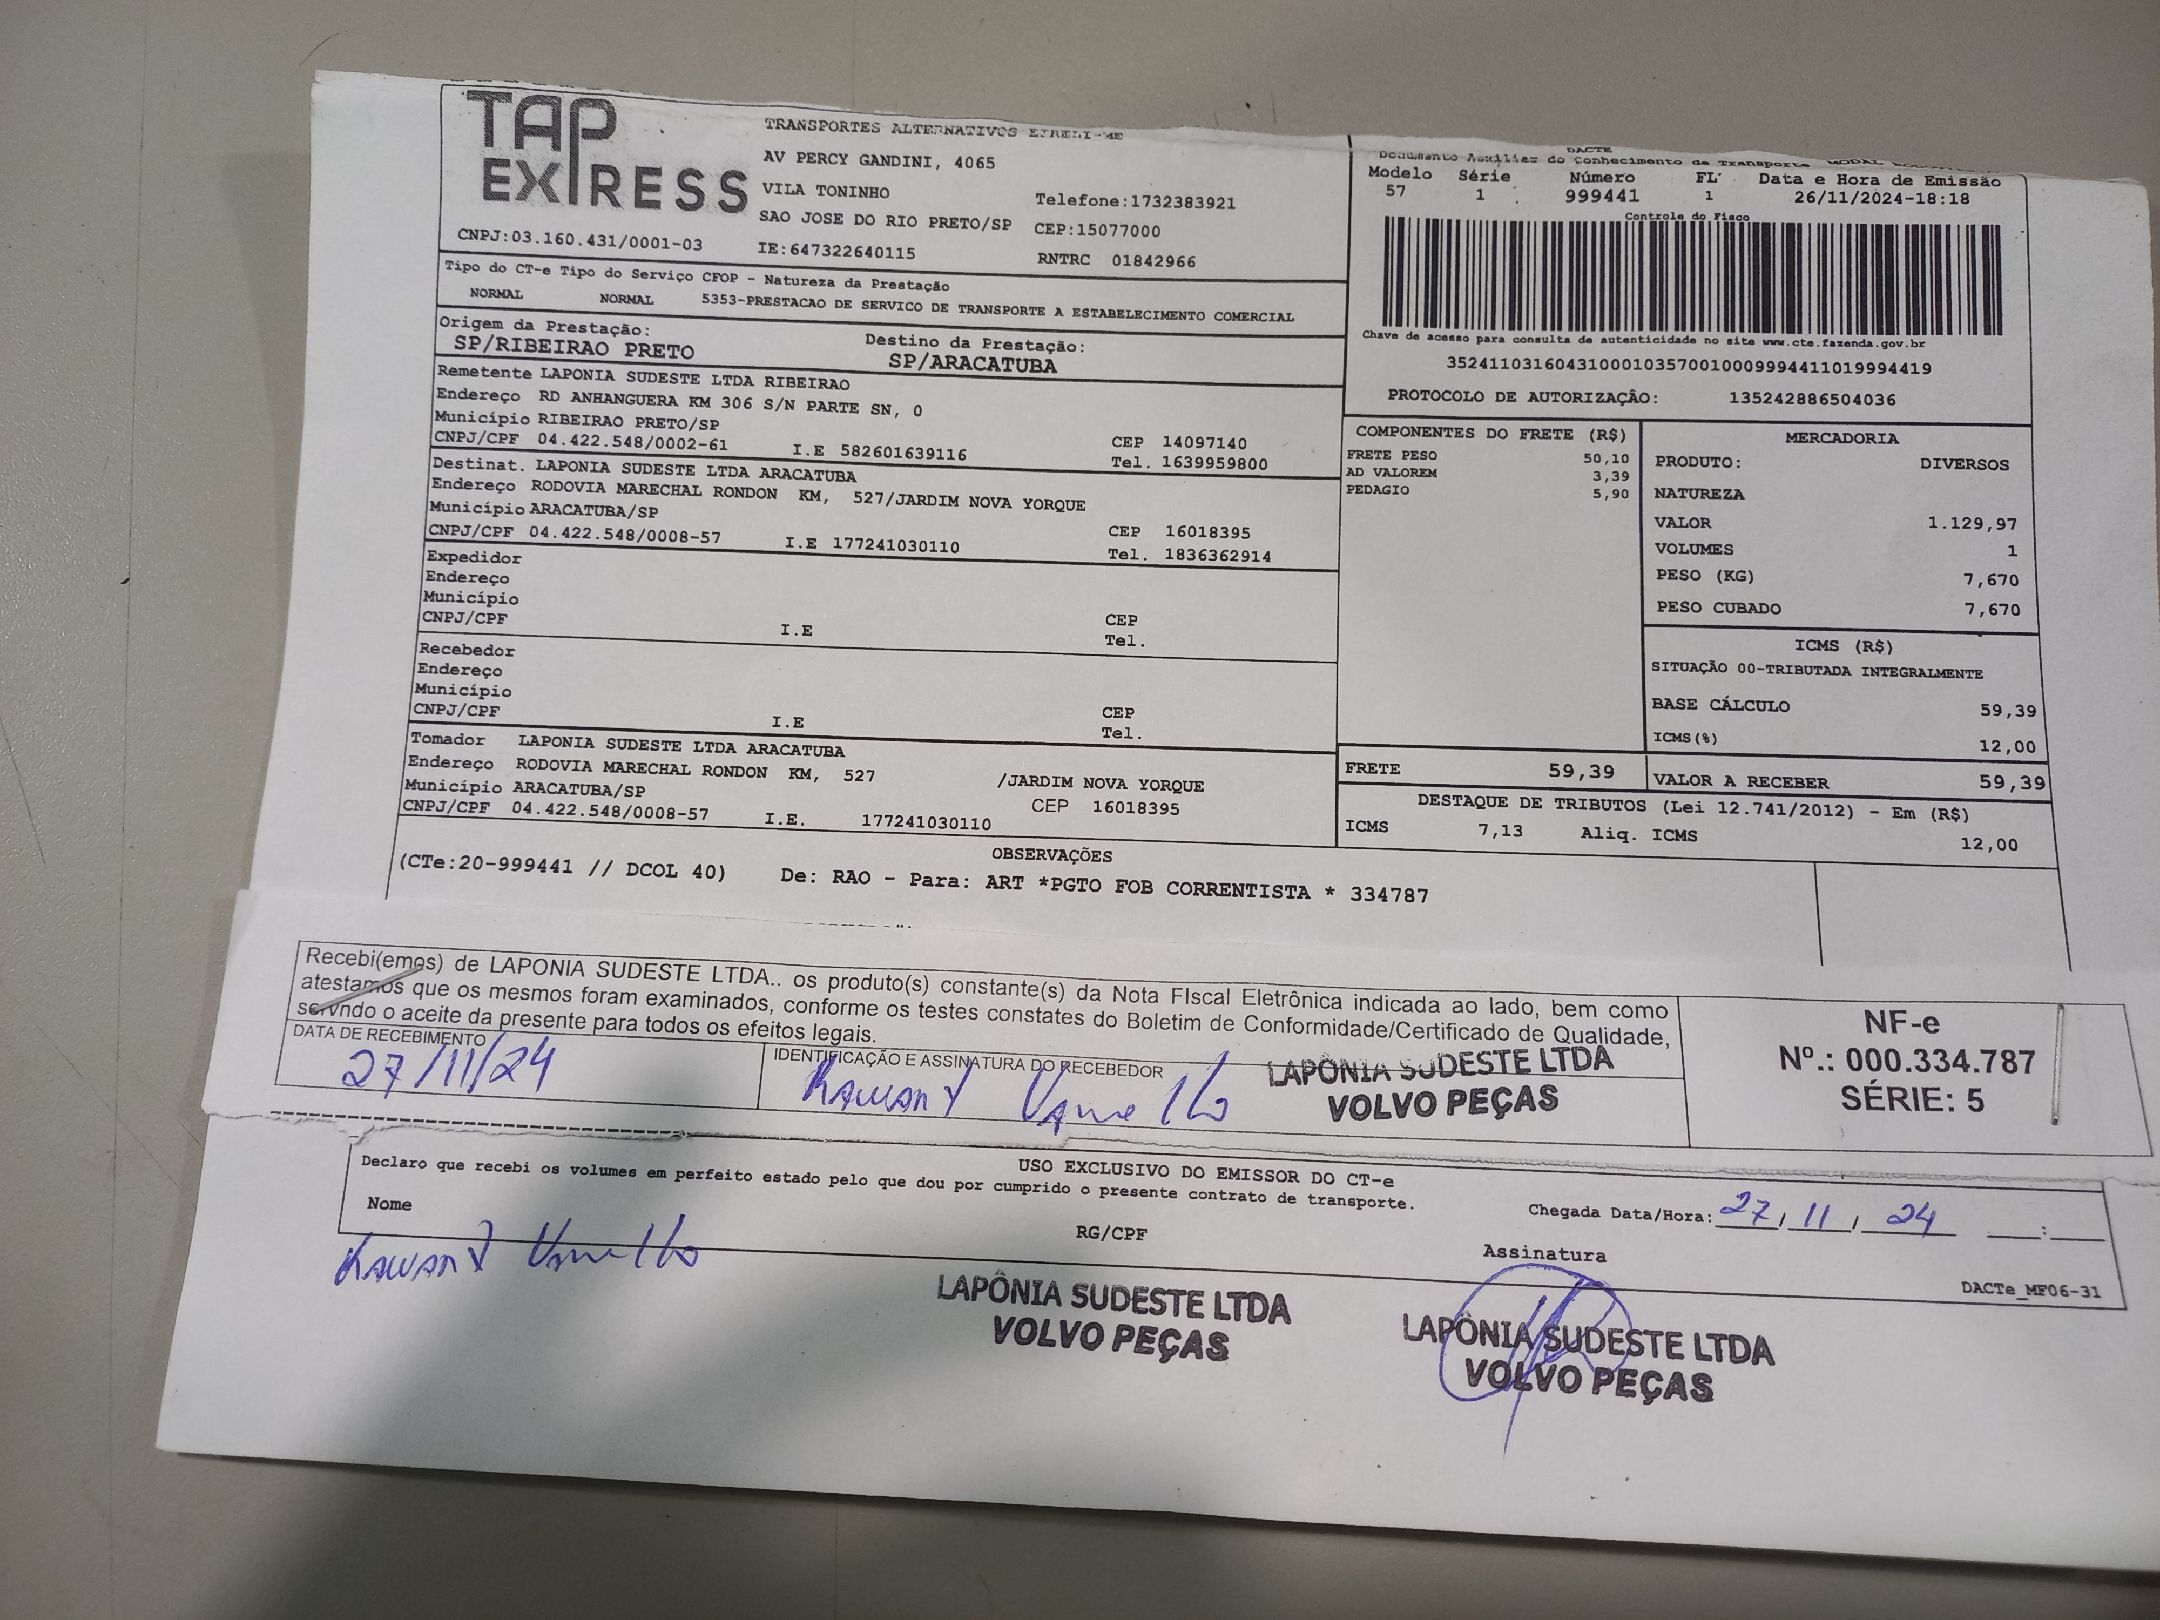 TAP
EXPRESS
TRANSPORTES ALTERNATIVOS EIRELI-ME
AV PERCY GANDINI, 4065
VILA TONINHO
Telefone:1732383921
SAO JOSE DO RIO PRETO/SP CEP:15077000
CNPJ:03.160.431/0001-03 IE:647322640115 RNTRC 01842966
DACTE
Documento Auxiliar do Conhecimento de Transporte MODAL
Modelo Série Número FL Data e Hora de Emissão
57 1 999441 1 26/11/2024-18:18
Controle do Fisco
Chave de acesso para consulta de autenticidade no site www.cte.fazenda.gov.br
35241103160431000103570010009994411019994419
PROTOCOLO DE AUTORIZAÇÃO: 135242886504036
Tipo do CT-e Tipo do Serviço CFOP - Natureza da Prestação
NORMAL NORMAL 5353-PRESTACAO DE SERVICO DE TRANSPORTE A ESTABELECIMENTO COMERCIAL
Origem da Prestação: Destino da Prestação:
SP/RIBEIRAO PRETO SP/ARACATUBA
Remetente LAPONIA SUDESTE LTDA RIBEIRAO
Endereço RD ANHANGUERA KM 306 S/N PARTE SN, 0
Município RIBEIRAO PRETO/SP CEP 14097140
CNPJ/CPF 04.422.548/0002-61 I.E 582601639116 Tel. 1639959800
Destinat. LAPONIA SUDESTE LTDA ARACATUBA
Endereço RODOVIA MARECHAL RONDON KM, 527/JARDIM NOVA YORQUE
Município ARACATUBA/SP CEP 16018395
CNPJ/CPF 04.422.548/0008-57 I.E 177241030110 Tel. 1836362914
Expedidor
Endereço
Município CEP
CNPJ/CPF I.E Tel.
Recebedor
Endereço
Município CEP
CNPJ/CPF I.E Tel.
Tomador LAPONIA SUDESTE LTDA ARACATUBA
Endereço RODOVIA MARECHAL RONDON KM, 527 /JARDIM NOVA YORQUE
Município ARACATUBA/SP CEP 16018395
CNPJ/CPF 04.422.548/0008-57 I.E. 177241030110
COMPONENTES DO FRETE (R$)
FRETE PESO 50,10
AD VALOREM 3,39
PEDAGIO 5,90
MERCADORIA
PRODUTO: DIVERSOS
NATUREZA
VALOR 1.129,97
VOLUMES 1
PESO (KG) 7,670
PESO CUBADO 7,670
ICMS (R$)
SITUAÇÃO 00-TRIBUTADA INTEGRALMENTE
BASE CÁLCULO 59,39
ICMS(%) 12,00
FRETE 59,39 VALOR A RECEBER 59,39
DESTAQUE DE TRIBUTOS (Lei 12.741/2012) - Em (R$)
ICMS 7,13 Aliq. ICMS 12,00
OBSERVAÇÕES
(CTe:20-999441 // DCOL 40) De: RAO - Para: ART *PGTO FOB CORRENTISTA * 334787
Recebi(emos) de LAPONIA SUDESTE LTDA.. os produto(s) constante(s) da Nota FIscal Eletrônica indicada ao lado, bem como
atestamos que os mesmos foram examinados, conforme os testes constates do Boletim de Conformidade/Certificado de Qualidade,
servndo o aceite da presente para todos os efeitos legais.
DATA DE RECEBIMENTO IDENTIFICAÇÃO E ASSINATURA DO RECEBEDOR
27/11/24
LAPÔNIA SUDESTE LTDA
VOLVO PEÇAS
NF-e
Nº.: 000.334.787
SÉRIE: 5
USO EXCLUSIVO DO EMISSOR DO CT-e
Declaro que recebi os volumes em perfeito estado pelo que dou por cumprido o presente contrato de transporte.
Nome RG/CPF Chegada Data/Hora: 27/11/24 :
Assinatura
DACTe_MF06-31
LAPÔNIA SUDESTE LTDA
VOLVO PEÇAS
LAPÔNIA SUDESTE LTDA
VOLVO PEÇAS